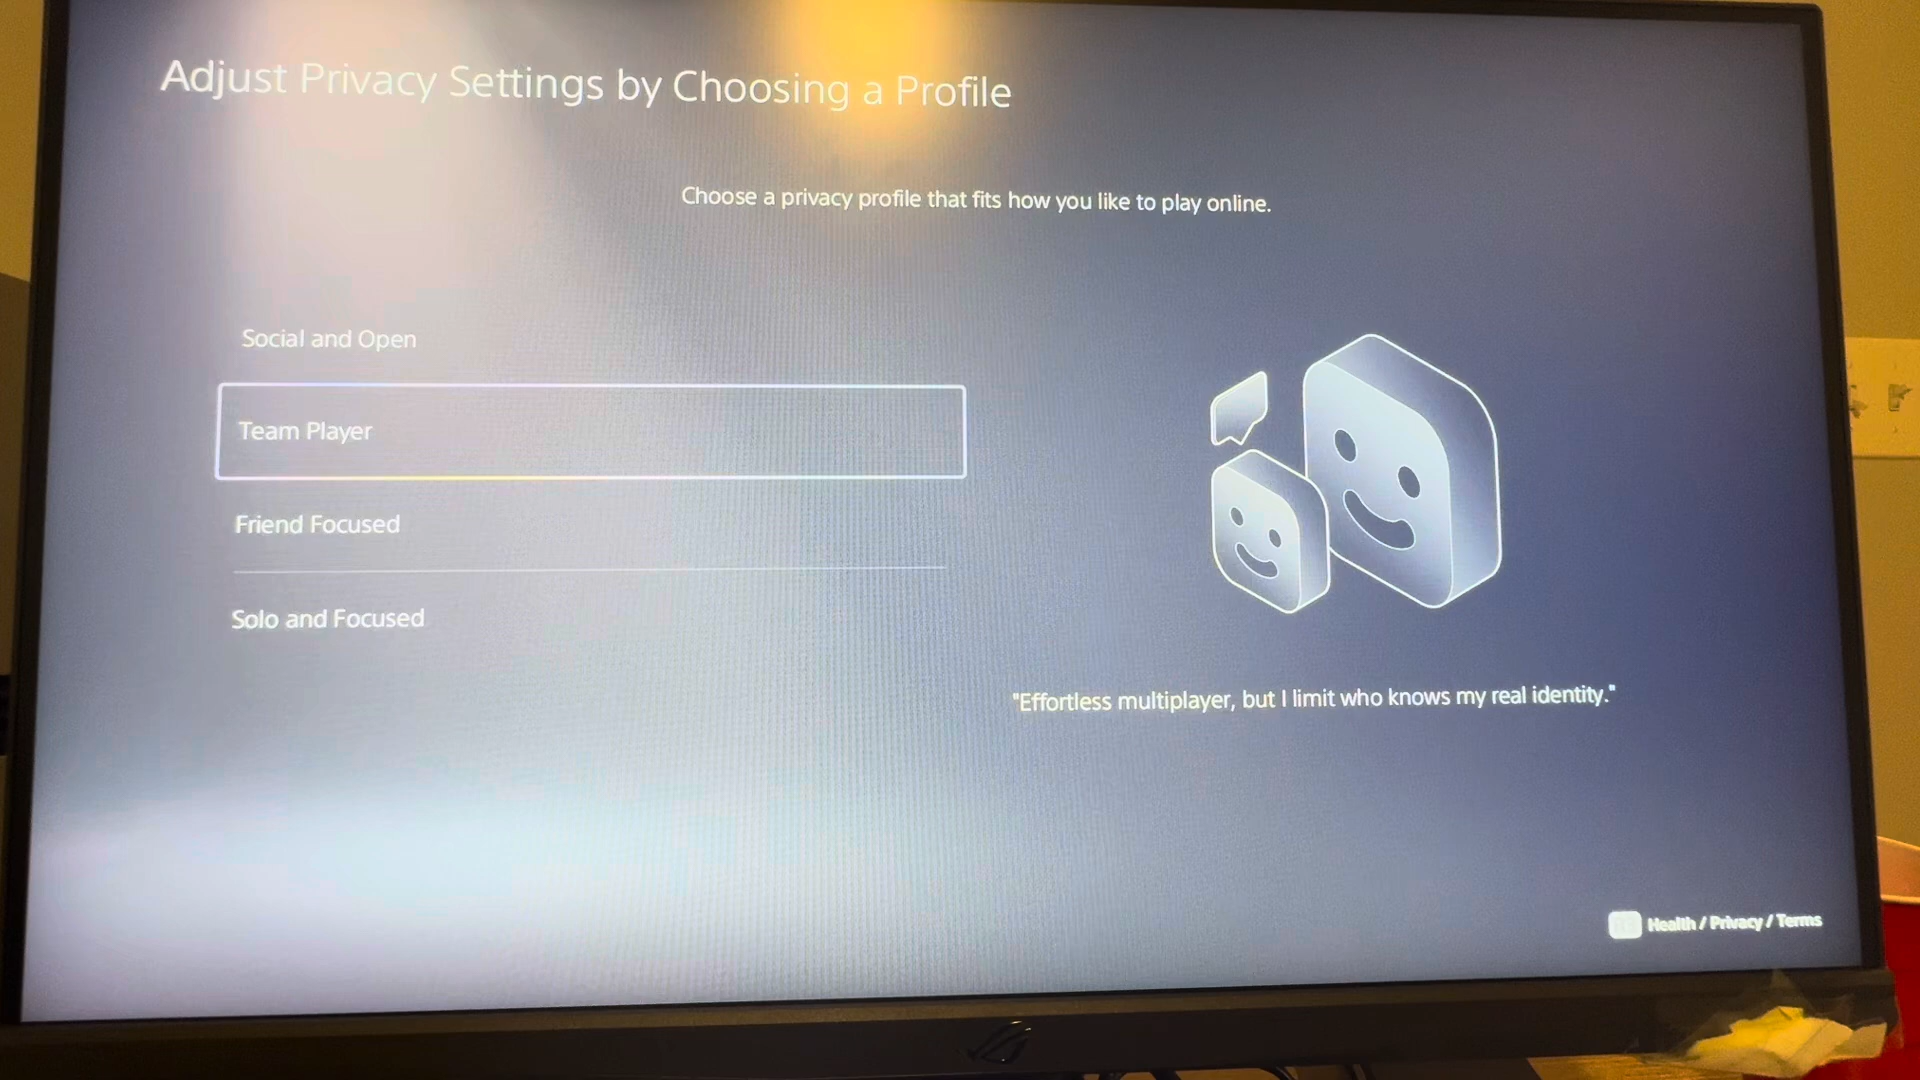 Adjust Privacy Settings by Choosing a Profile
Choose a privacy profile that fits how you like to play online.
Social and Open
Team Player
Friend Focused
Solo and Focused
"Effortless multiplayer, but I limit who knows my real identity."
Health / Privacy / Terms